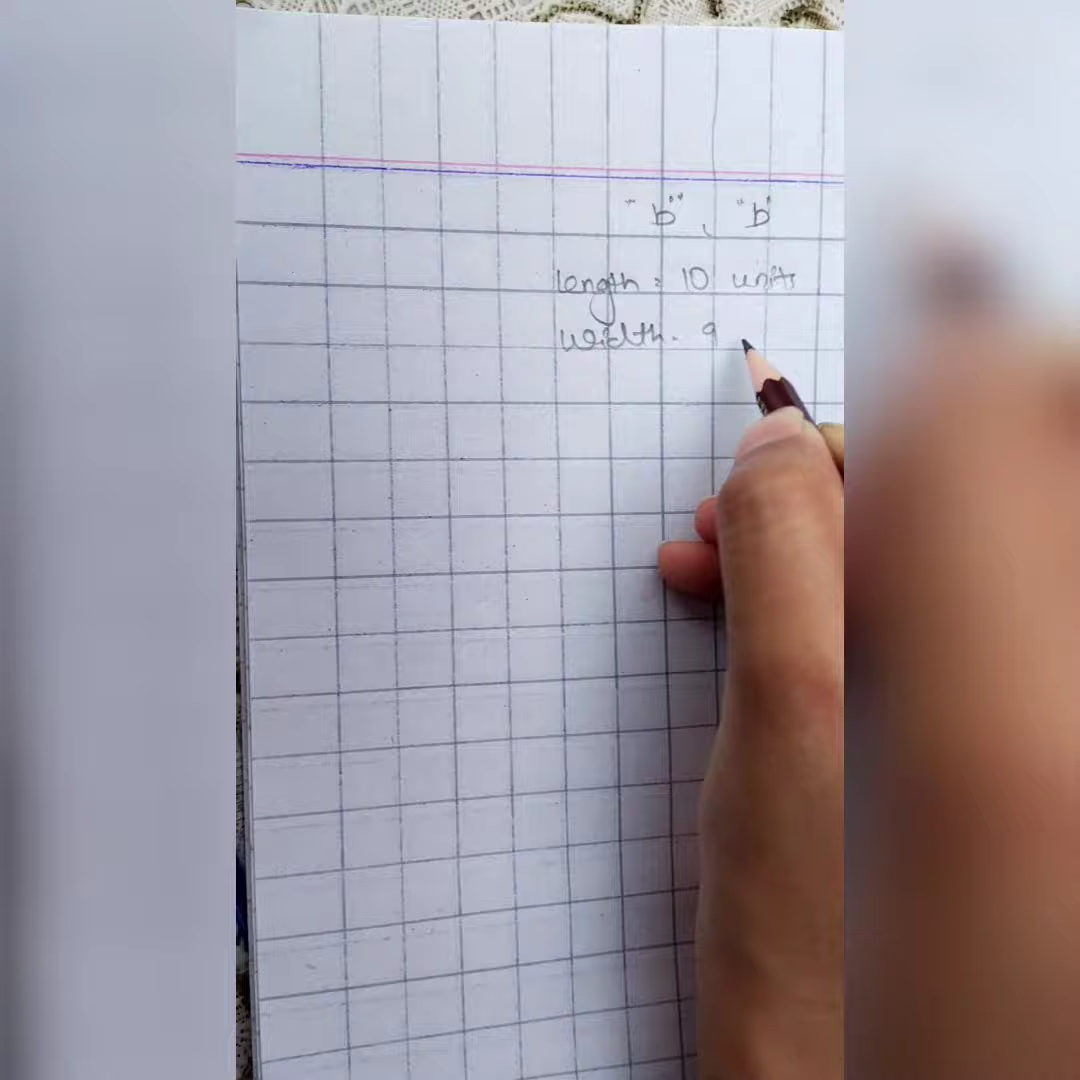 "b", "b"
length = 10 units
width = 9